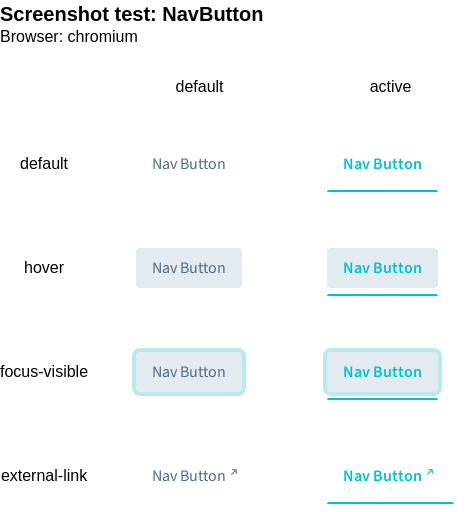 Screenshot test: NavButton
Browser: chromium
default active
default Nav Button Nav Button
hover Nav Button Nav Button
focus-visible Nav Button Nav Button
external-link Nav Button ↗ Nav Button ↗